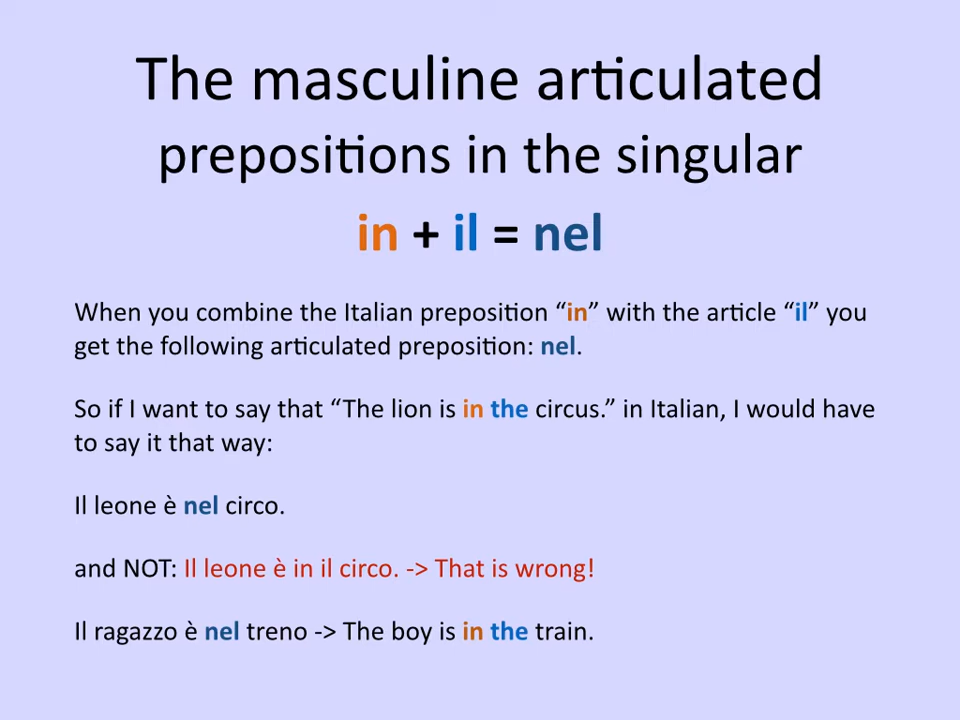 The masculine articulated
prepositions in the singular
in + il = nel
When you combine the Italian preposition “in” with the article “il” you
get the following articulated preposition: nel.
So if I want to say that “The lion is in the circus.” in Italian, I would have
to say it that way:
Il leone è nel circo.
and NOT: Il leone è in il circo. -> That is wrong!
Il ragazzo è nel treno -> The boy is in the train.